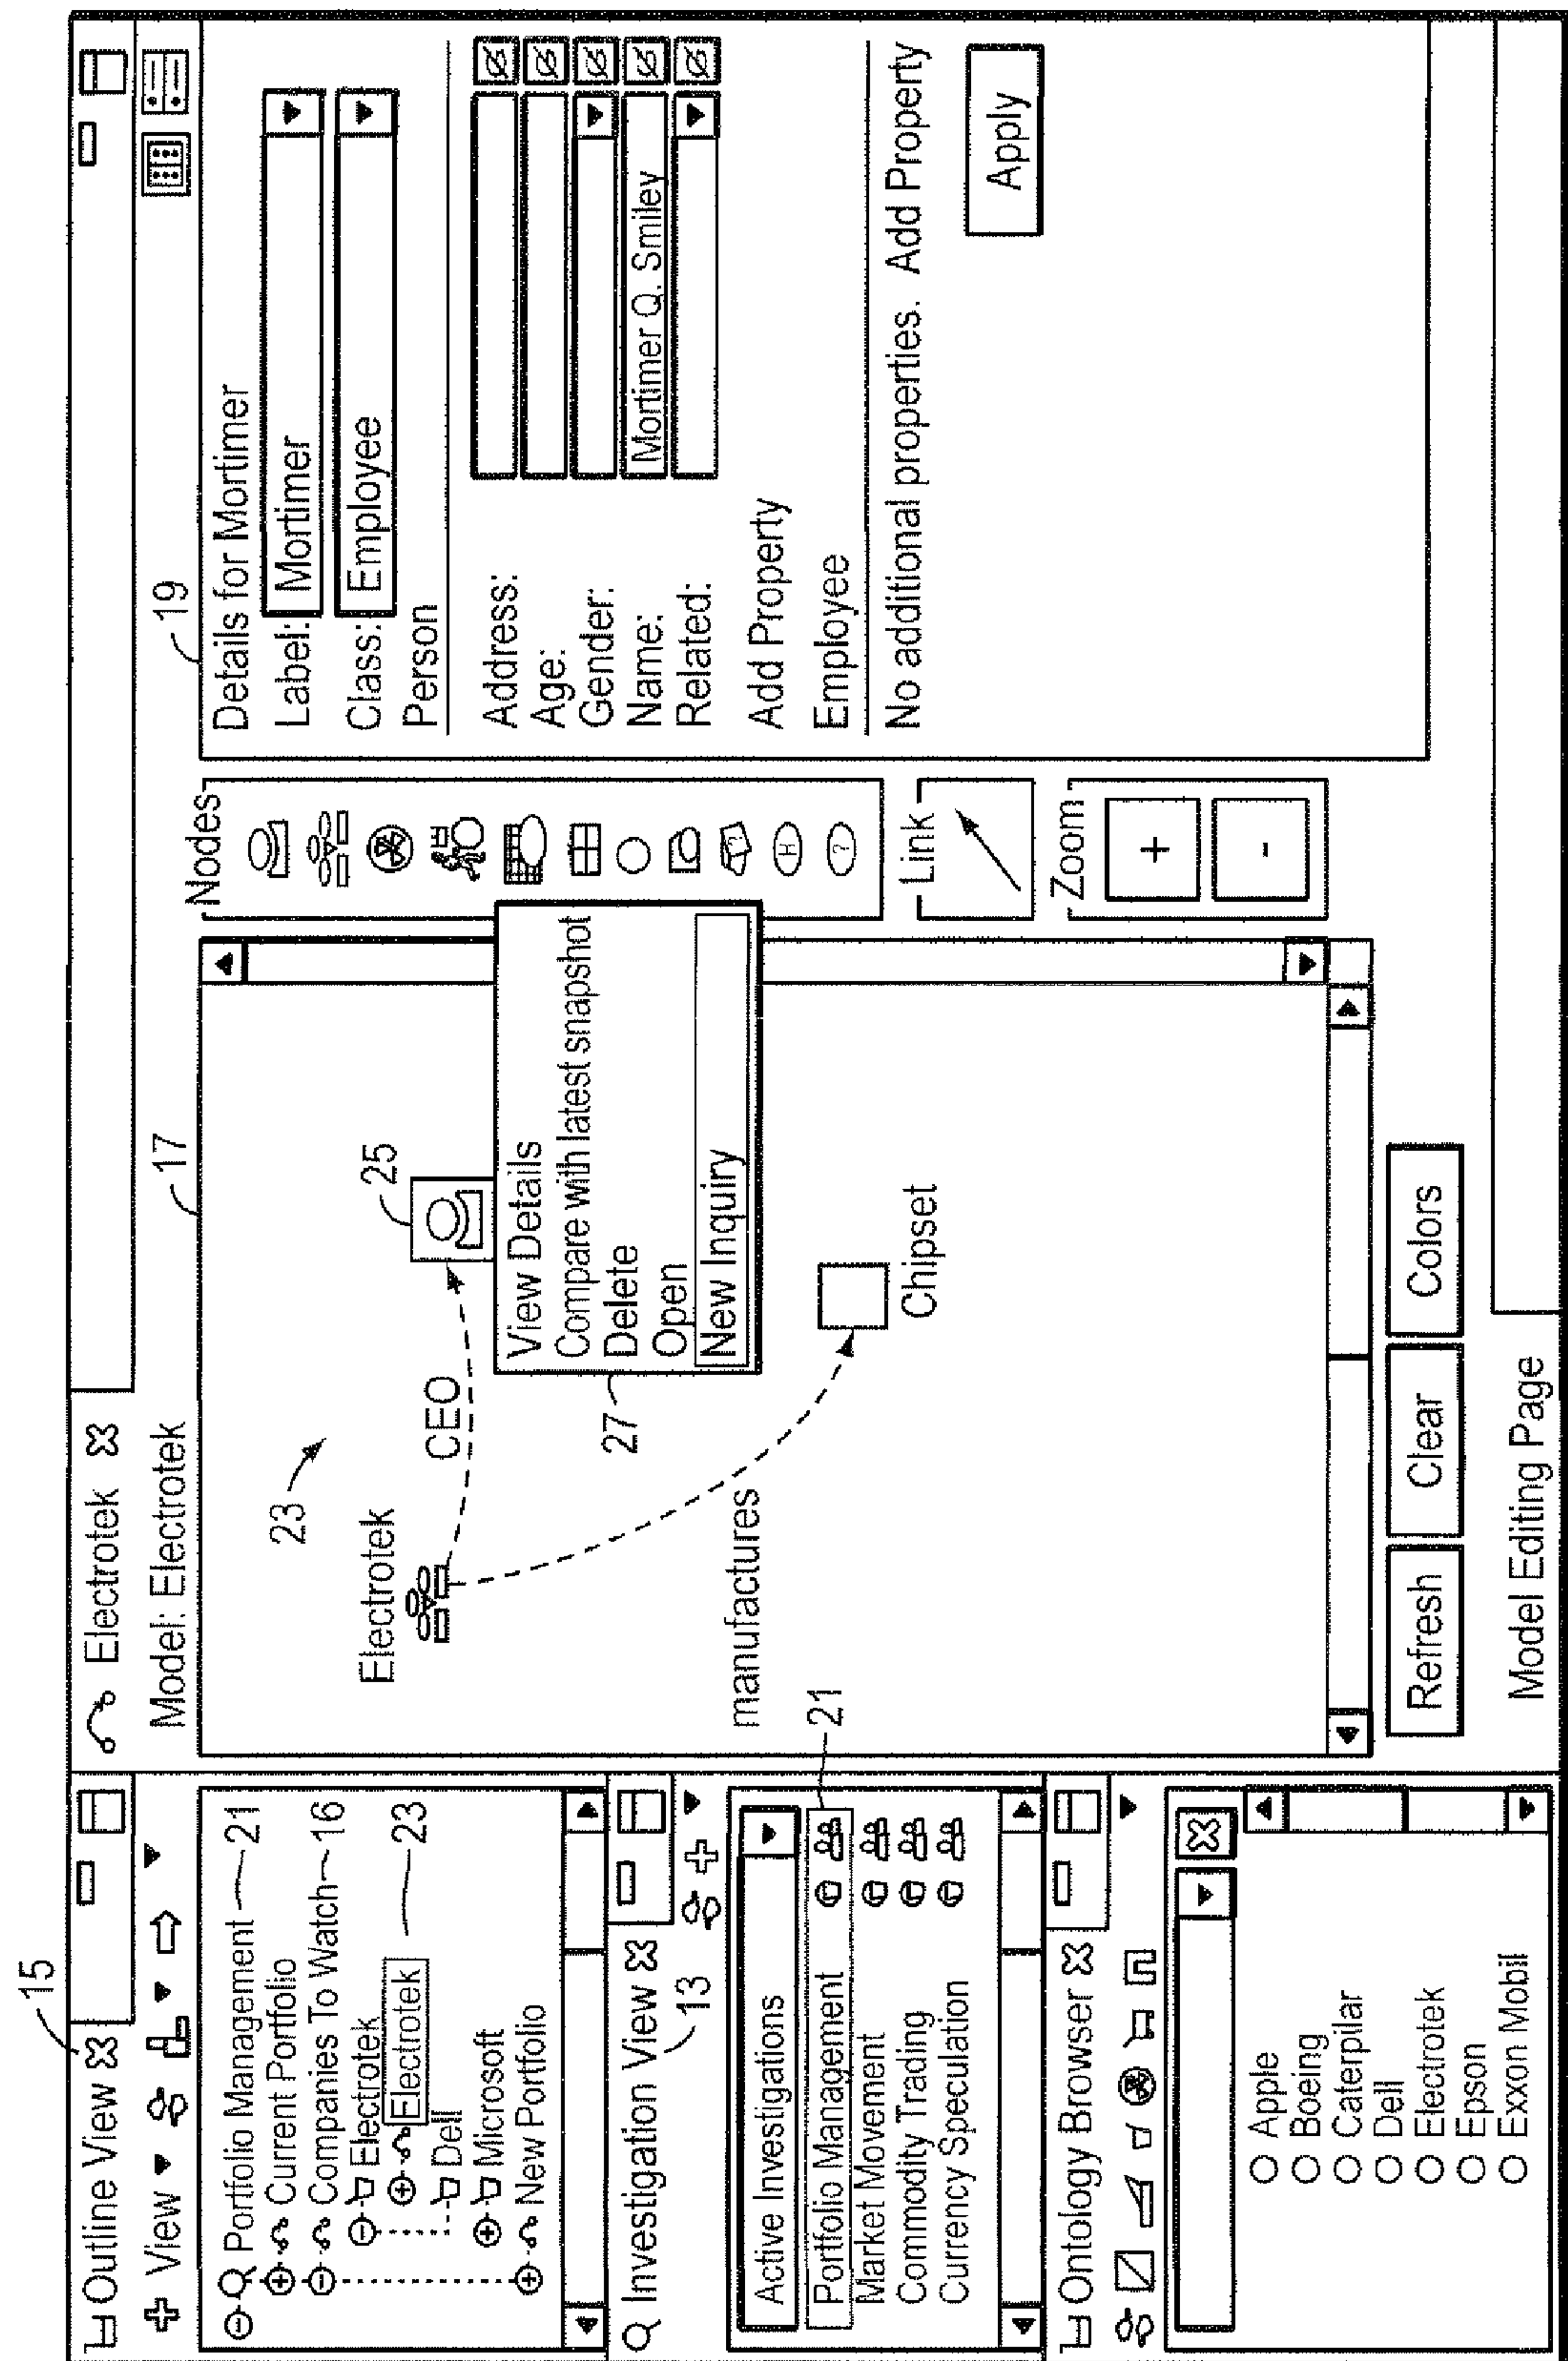 15
Outline View
View
Portfolio Management
21
Current Portfolio
Companies To Watch
16
Electrotek
Electrotek
23
Dell
Microsoft
New Portfolio
Investigation View
13
Active Investigations
Portfolio Management
21
Market Movement
Commodity Trading
Currency Speculation
Ontology Browser
Apple
Boeing
Caterpilar
Dell
Electrotek
Epson
Exxon Mobil
Electrotek
Model: Electrotek
17
23
Electrotek
CEO
25
View Details
Compare with latest snapshot
Delete
Open
New Inquiry
27
manufactures
Chipset
Refresh Clear Colors
Model Editing Page
Nodes
H
?
Link
Zoom
+
-
19
Details for Mortimer
Label: Mortimer
Class: Employee
Person
Address:
Age:
Gender:
Name: Mortimer Q. Smiley
Related:
Add Property
Employee
No additional properties. Add Property
Apply